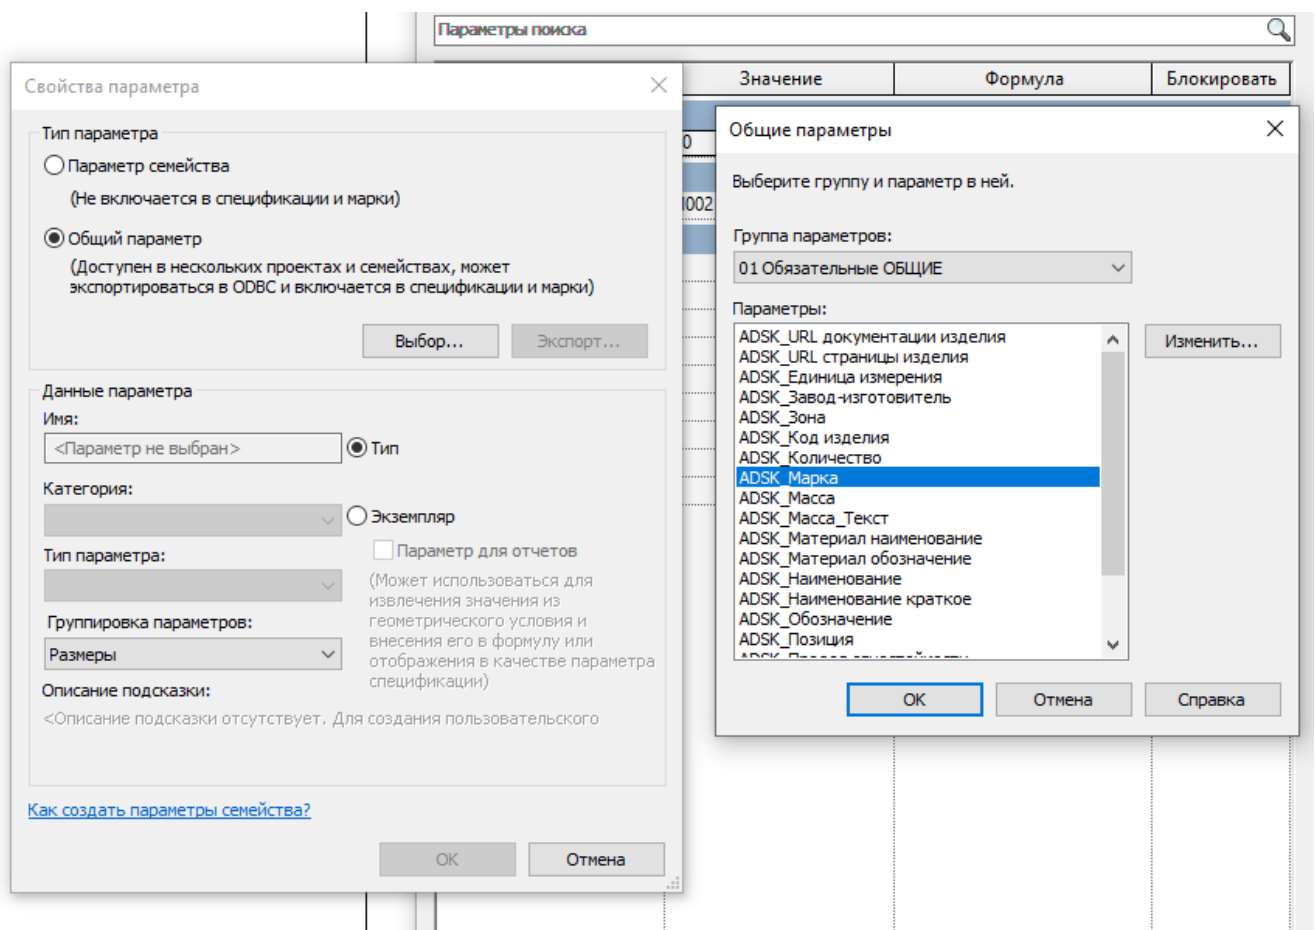 Параметры поиска
Значение
Формула
Блокировать
Свойства параметра
Тип параметра
Параметр семейства
(Не включается в спецификации и марки)
Общий параметр
(Доступен в нескольких проектах и семействах, может
экспортироваться в ODBC и включается в спецификации и марки)
Выбор...
Экспорт...
Данные параметра
Имя:
<Параметр не выбран>
Тип
Категория:
Экземпляр
Параметр для отчетов
Тип параметра:
(Может использоваться для
извлечения значения из
геометрического условия и
внесения его в формулу или
отображения в качестве параметра
спецификации)
Группировка параметров:
Размеры
Описание подсказки:
<Описание подсказки отсутствует. Для создания пользовательского
Как создать параметры семейства?
OK
Отмена
Общие параметры
Выберите группу и параметр в ней.
Группа параметров:
01 Обязательные ОБЩИЕ
Параметры:
ADSK_URL документации изделия
ADSK_URL страницы изделия
ADSK_Единица измерения
ADSK_Завод-изготовитель
ADSK_Зона
ADSK_Код изделия
ADSK_Количество
ADSK_Марка
ADSK_Масса
ADSK_Масса_Текст
ADSK_Материал наименование
ADSK_Материал обозначение
ADSK_Наименование
ADSK_Наименование краткое
ADSK_Обозначение
ADSK_Позиция
Изменить...
OK
Отмена
Справка